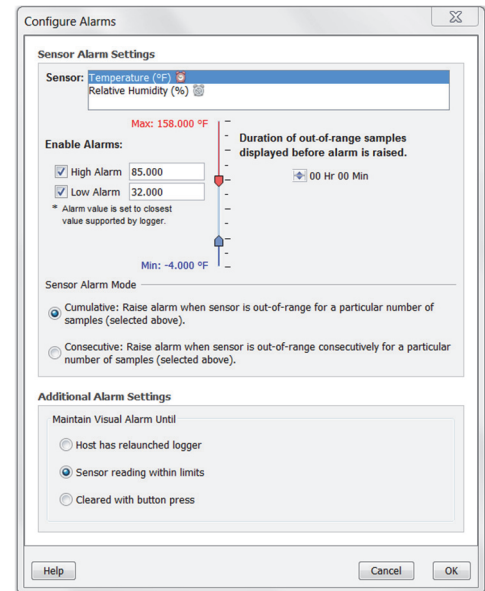 Configure Alarms
Sensor Alarm Settings
Sensor: Temperature (°F)
Relative Humidity (%)
Max: 158.000 °F
Enable Alarms:
High Alarm 85.000
Low Alarm 32.000
* Alarm value is set to closest
value supported by logger.
Min: -4.000 °F
Duration of out-of-range samples
displayed before alarm is raised.
00 Hr 00 Min
Sensor Alarm Mode
Cumulative: Raise alarm when sensor is out-of-range for a particular number of
samples (selected above).
Consecutive: Raise alarm when sensor is out-of-range consecutively for a particular
number of samples (selected above).
Additional Alarm Settings
Maintain Visual Alarm Until
Host has relaunched logger
Sensor reading within limits
Cleared with button press
Help
Cancel
OK